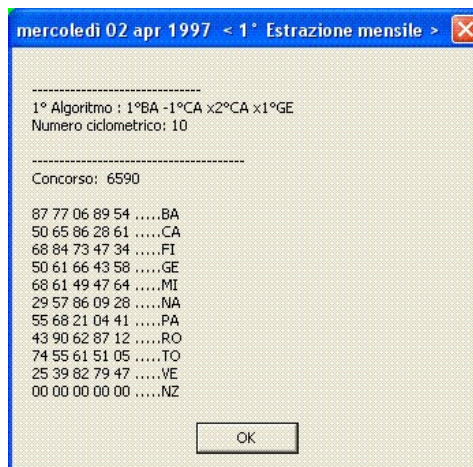 mercoledì 02 apr 1997 < 1° Estrazione mensile >
------------------------------
1° Algoritmo : 1°BA -1°CA x2°CA x1°GE
Numero ciclometrico: 10
--------------------------------------
Concorso: 6590
87 77 06 89 54 .....BA
50 65 86 28 61 .....CA
68 84 73 47 34 .....FI
50 61 66 43 58 .....GE
68 61 49 47 64 .....MI
29 57 86 09 28 .....NA
55 68 21 04 41 .....PA
43 90 62 87 12 .....RO
74 55 61 51 05 .....TO
25 39 82 79 47 .....VE
00 00 00 00 00 .....NZ
OK